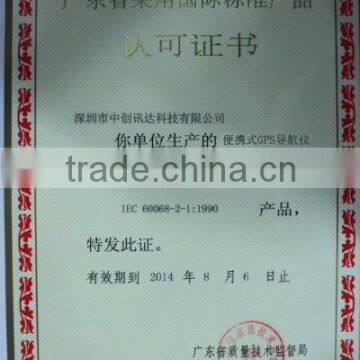 广东省采用国际标准产品
认可证书
深圳市中创讯达科技有限公司
你单位生产的 便携式GPS导航仪
trade.china.com
IEC 60068-2-1:1990 产品，
特发此证。
有效期到 2014 年 8 月 6 日止
广东省质量技术监督局